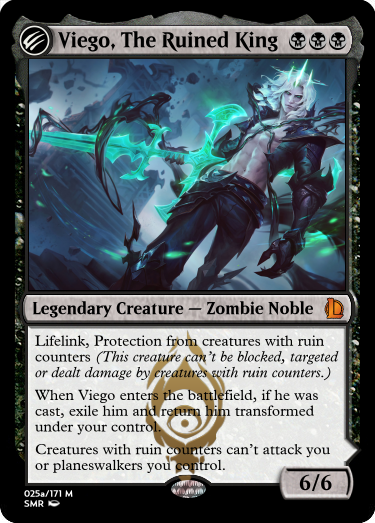 Viego, The Ruined King
Legendary Creature — Zombie Noble
Lifelink, Protection from creatures with ruin
counters (This creature can't be blocked, targeted
or dealt damage by creatures with ruin counters.)
When Viego enters the battlefield, if he was
cast, exile him and return him transformed
under your control.
Creatures with ruin counters can't attack you
or planeswalkers you control.
6/6
025a/171 M
SMR